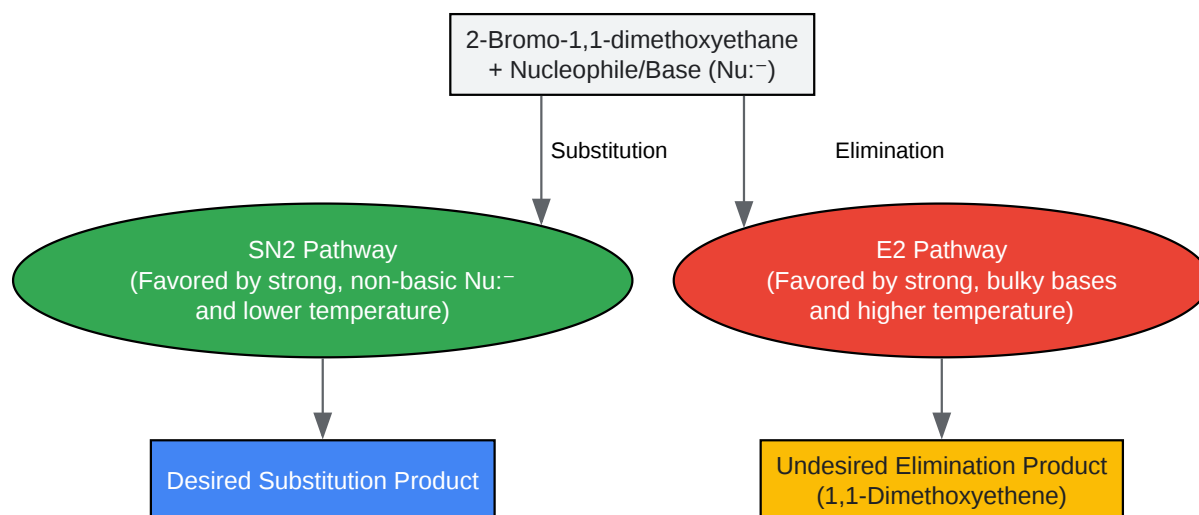 2-Bromo-1,1-dimethoxyethane
+ Nucleophile/Base (Nu:⁻)
Substitution
Elimination
SN2 Pathway
(Favored by strong, non-basic Nu:⁻
and lower temperature)
E2 Pathway
(Favored by strong, bulky bases
and higher temperature)
Desired Substitution Product
Undesired Elimination Product
(1,1-Dimethoxyethene)